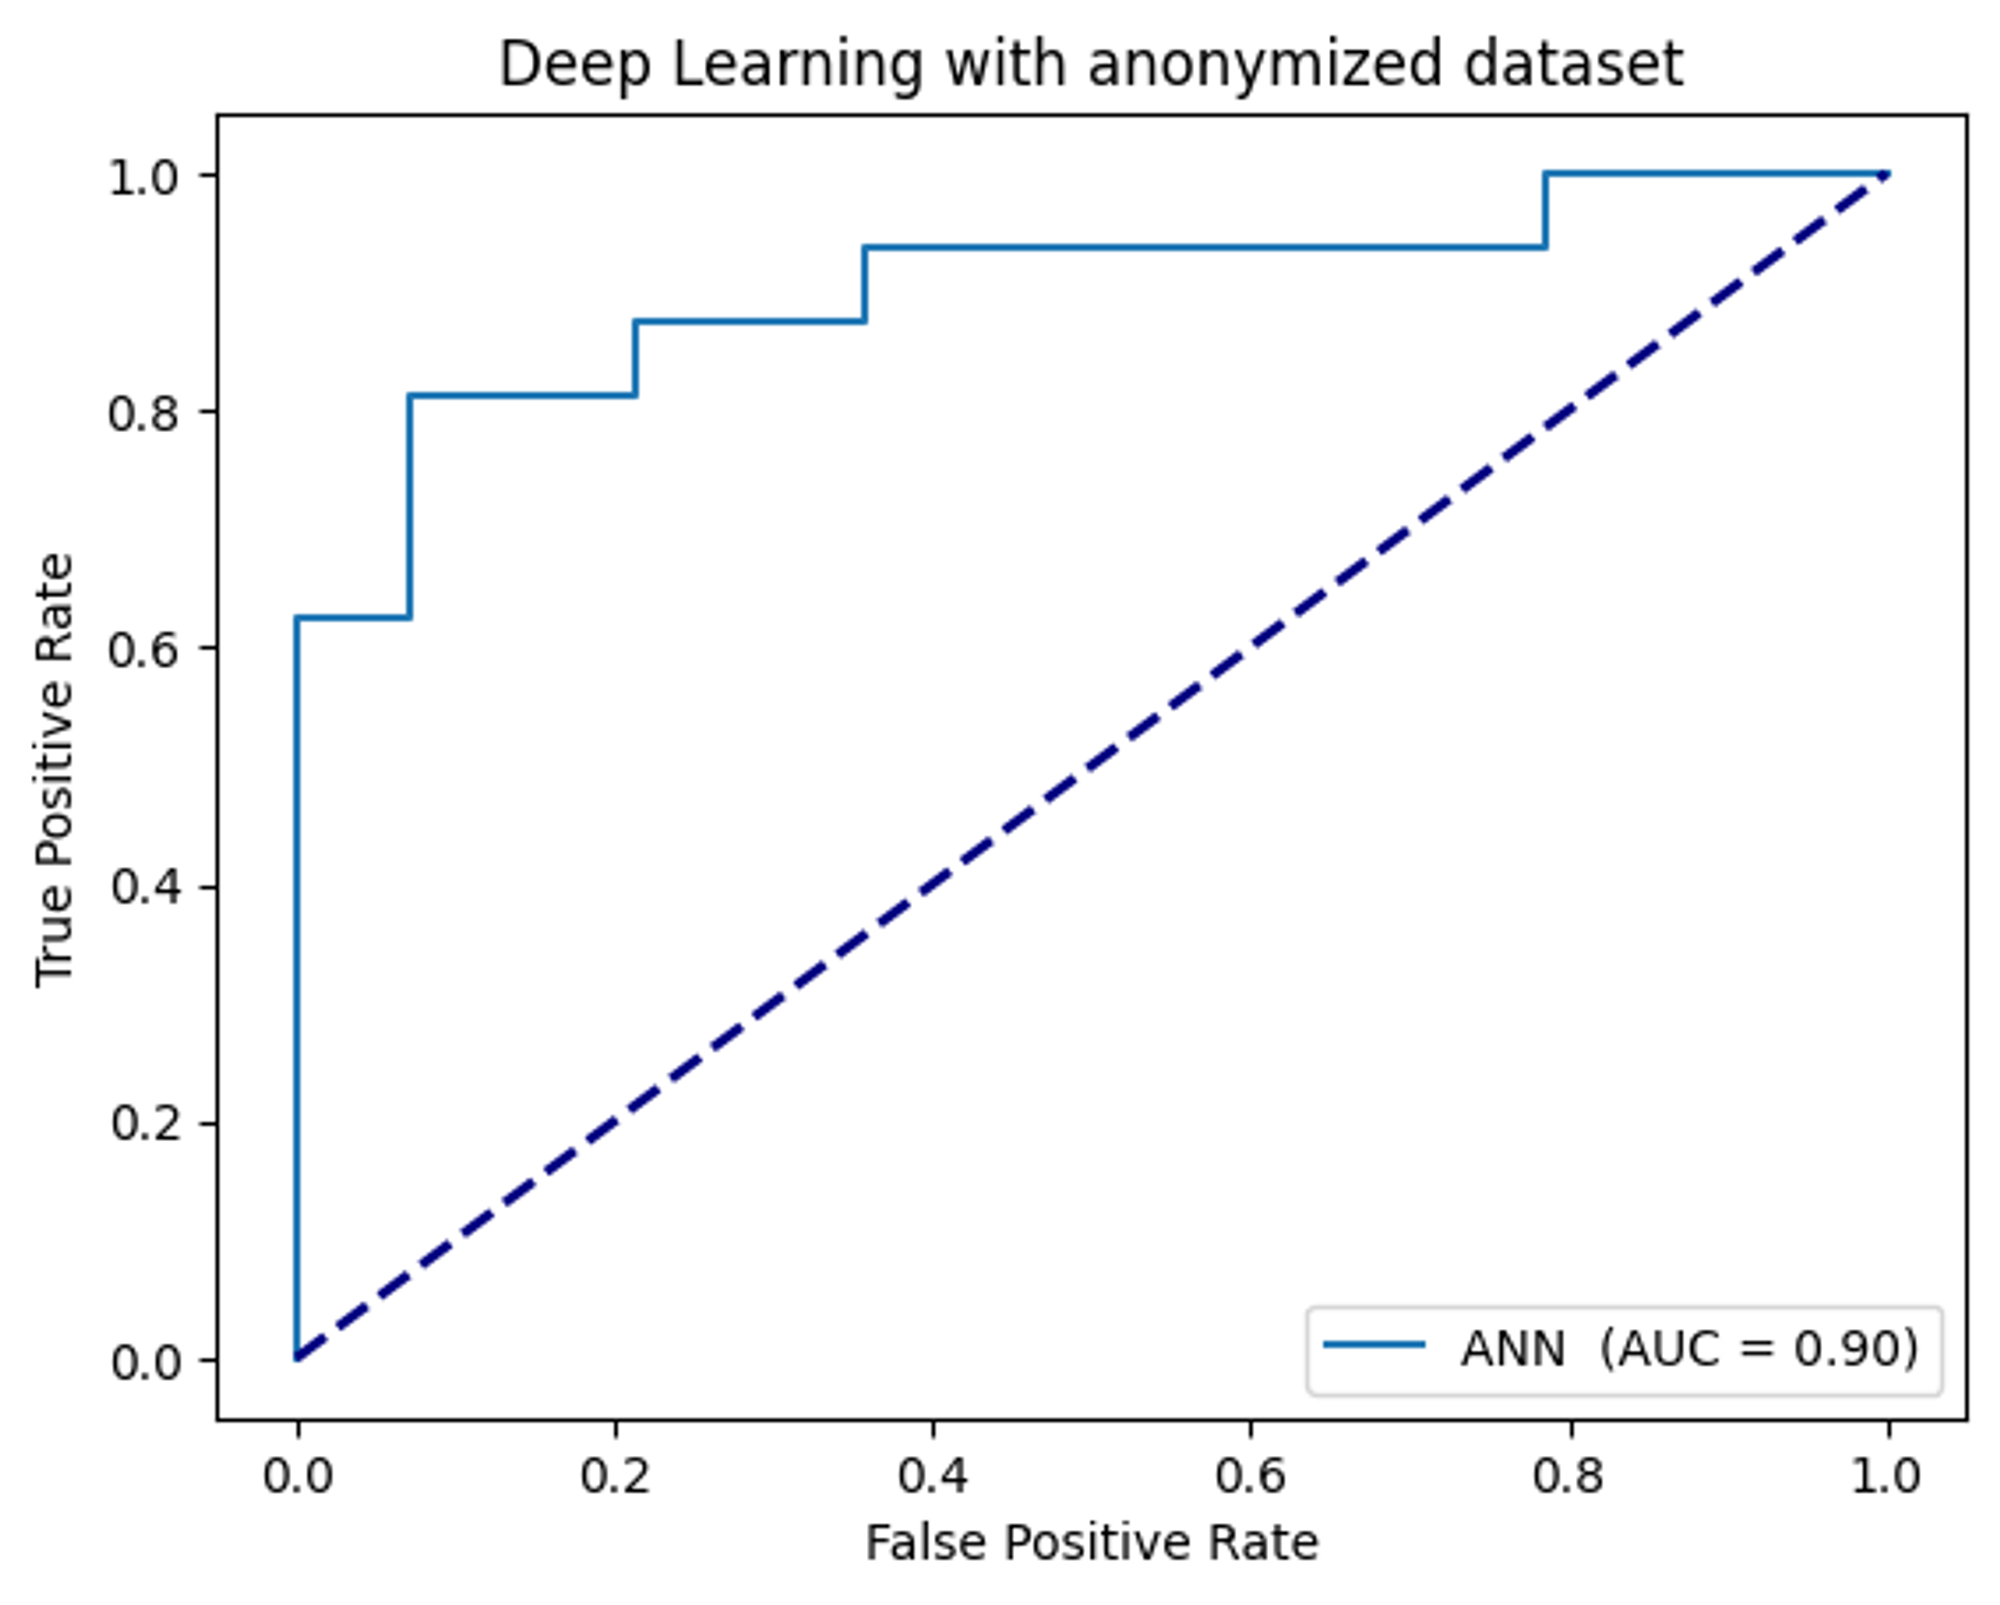 Deep Learning with anonymized dataset
True Positive Rate
1.0
0.8
0.6
0.4
0.2
0.0
ANN (AUC = 0.90)
0.0 0.2 0.4 0.6 0.8 1.0
False Positive Rate